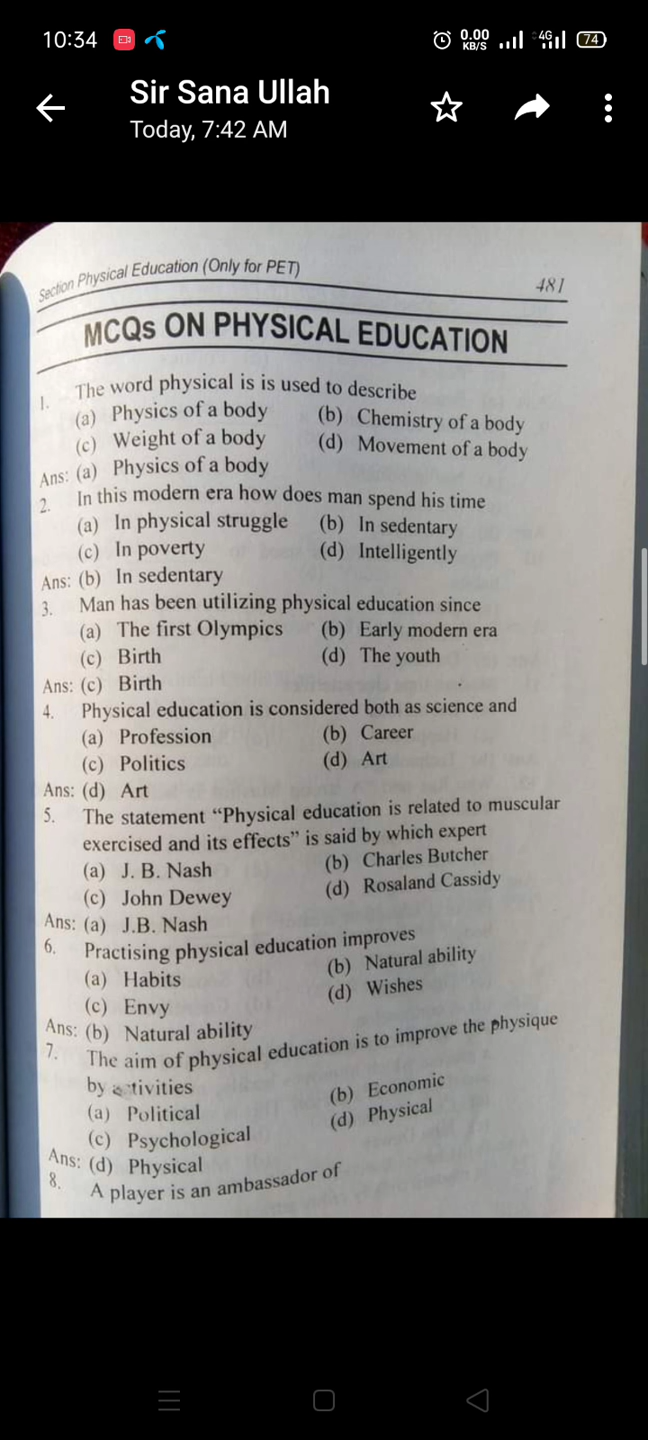 10:34
0.00
KB/S
4G
74
Sir Sana Ullah
Today, 7:42 AM
Section Physical Education (Only for PET)
481
MCQs ON PHYSICAL EDUCATION
1. The word physical is is used to describe
(a) Physics of a body (b) Chemistry of a body
(c) Weight of a body (d) Movement of a body
Ans: (a) Physics of a body
2. In this modern era how does man spend his time
(a) In physical struggle (b) In sedentary
(c) In poverty (d) Intelligently
Ans: (b) In sedentary
3. Man has been utilizing physical education since
(a) The first Olympics (b) Early modern era
(c) Birth (d) The youth
Ans: (c) Birth
4. Physical education is considered both as science and
(a) Profession (b) Career
(c) Politics (d) Art
Ans: (d) Art
5. The statement “Physical education is related to muscular
exercised and its effects” is said by which expert
(a) J. B. Nash (b) Charles Butcher
(c) John Dewey (d) Rosaland Cassidy
Ans: (a) J.B. Nash
6. Practising physical education improves
(a) Habits (b) Natural ability
(c) Envy (d) Wishes
Ans: (b) Natural ability
7. The aim of physical education is to improve the physique
by activities
(a) Political (b) Economic
(c) Psychological (d) Physical
Ans: (d) Physical
8. A player is an ambassador of